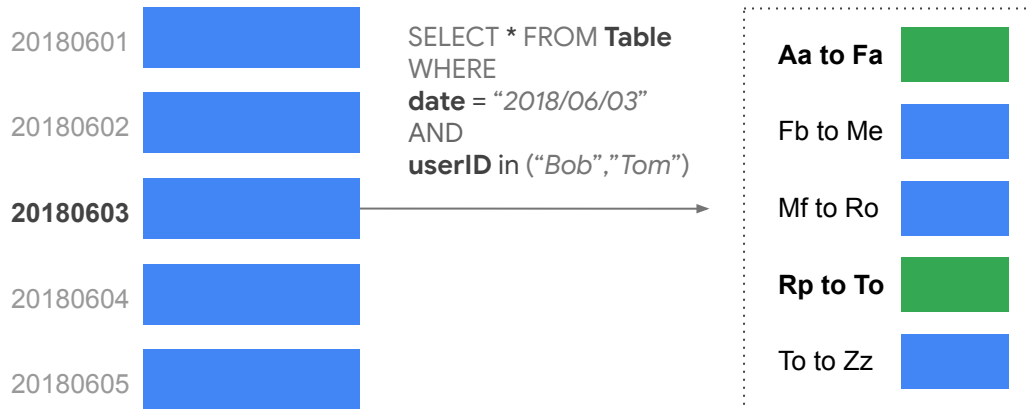 20180601
20180602
20180603
20180604
20180605
SELECT * FROM Table
WHERE
date = “2018/06/03”
AND
userID in (“Bob”,”Tom”)
Aa to Fa
Fb to Me
Mf to Ro
Rp to To
To to Zz